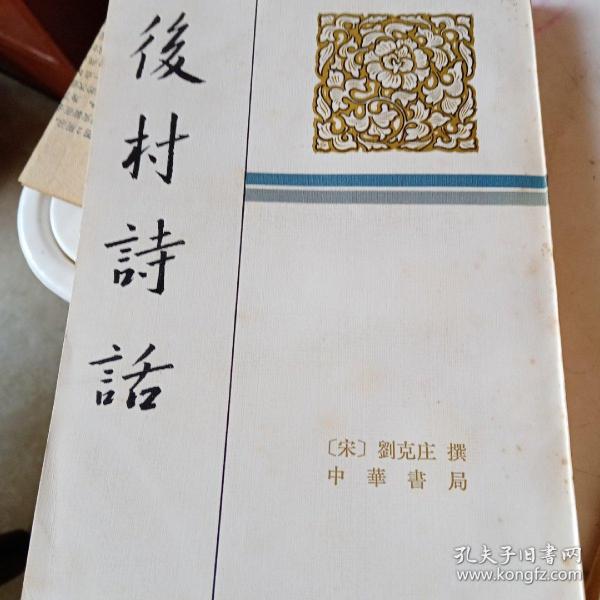 後村詩話
〔宋〕劉克庄 撰
中華書局
孔夫子旧书网
www.kongfz.com